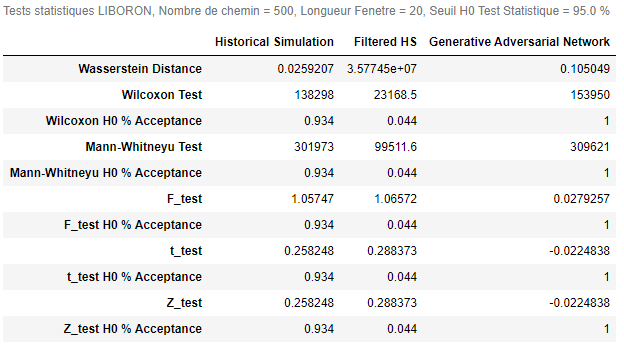 Tests statistiques LIBORON, Nombre de chemin = 500, Longueur Fenetre = 20, Seuil H0 Test Statistique = 95.0 %
Historical Simulation Filtered HS Generative Adversarial Network
Wasserstein Distance 0.0259207 3.57745e+07 0.105049
Wilcoxon Test 138298 23168.5 153950
Wilcoxon H0 % Acceptance 0.934 0.044 1
Mann-Whitneyu Test 301973 99511.6 309621
Mann-Whitneyu H0 % Acceptance 0.934 0.044 1
F_test 1.05747 1.06572 0.0279257
F_test H0 % Acceptance 0.934 0.044 1
t_test 0.258248 0.288373 -0.0224838
t_test H0 % Acceptance 0.934 0.044 1
Z_test 0.258248 0.288373 -0.0224838
Z_test H0 % Acceptance 0.934 0.044 1